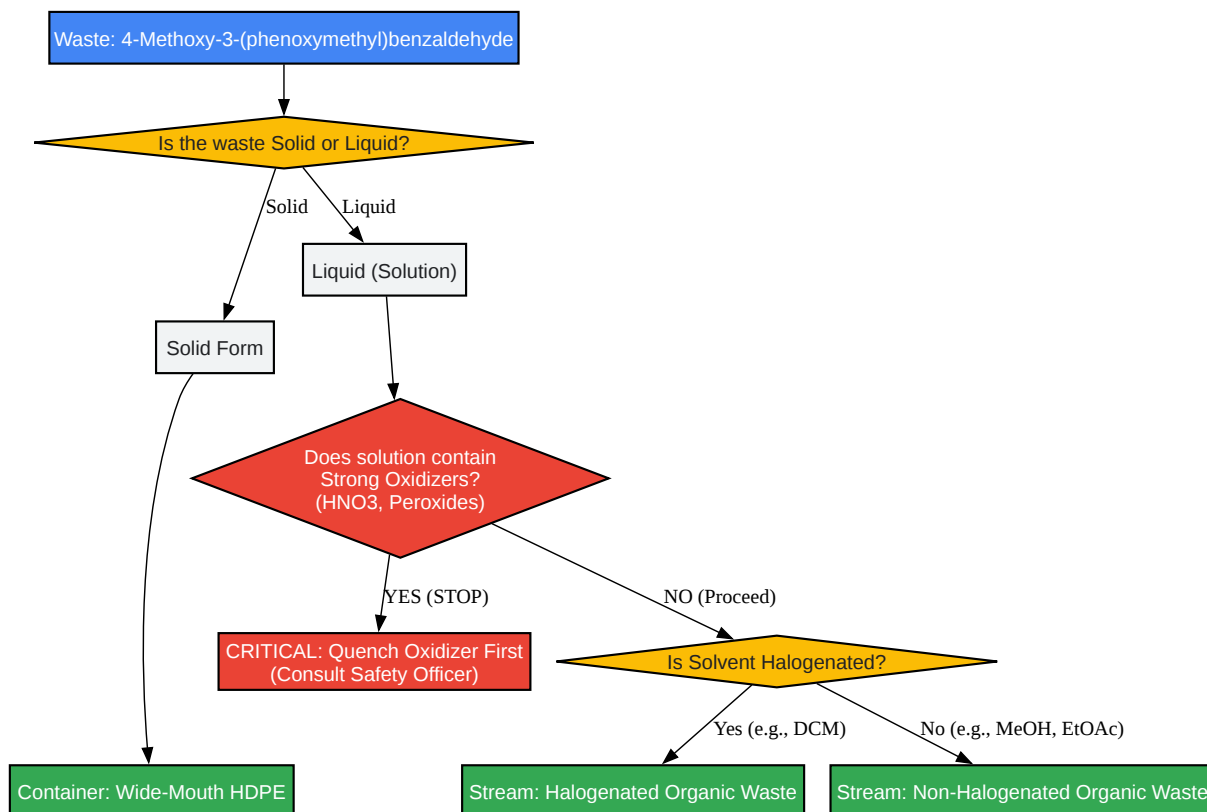 Waste: 4-Methoxy-3-(phenoxymethyl)benzaldehyde
Is the waste Solid or Liquid?
Solid
Liquid
Liquid (Solution)
Solid Form
Does solution contain
Strong Oxidizers?
(HNO3, Peroxides)
YES (STOP)
NO (Proceed)
CRITICAL: Quench Oxidizer First
(Consult Safety Officer)
Is Solvent Halogenated?
Yes (e.g., DCM)
No (e.g., MeOH, EtOAc)
Container: Wide-Mouth HDPE
Stream: Halogenated Organic Waste
Stream: Non-Halogenated Organic Waste